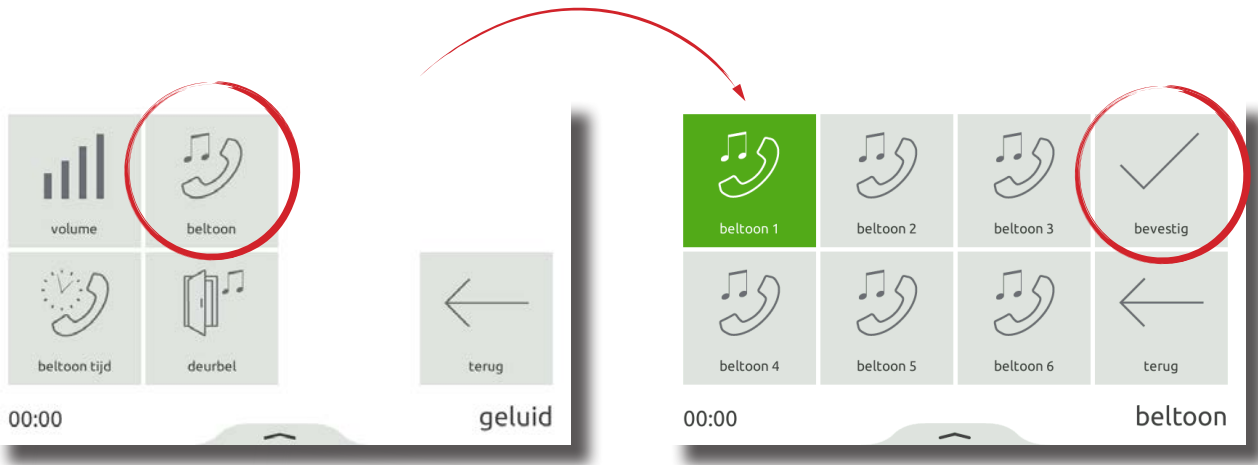 volume
beltoon
beltoon tijd
deurbel
terug
00:00
geluid
beltoon 1
beltoon 2
beltoon 3
bevestig
beltoon 4
beltoon 5
beltoon 6
terug
00:00
beltoon